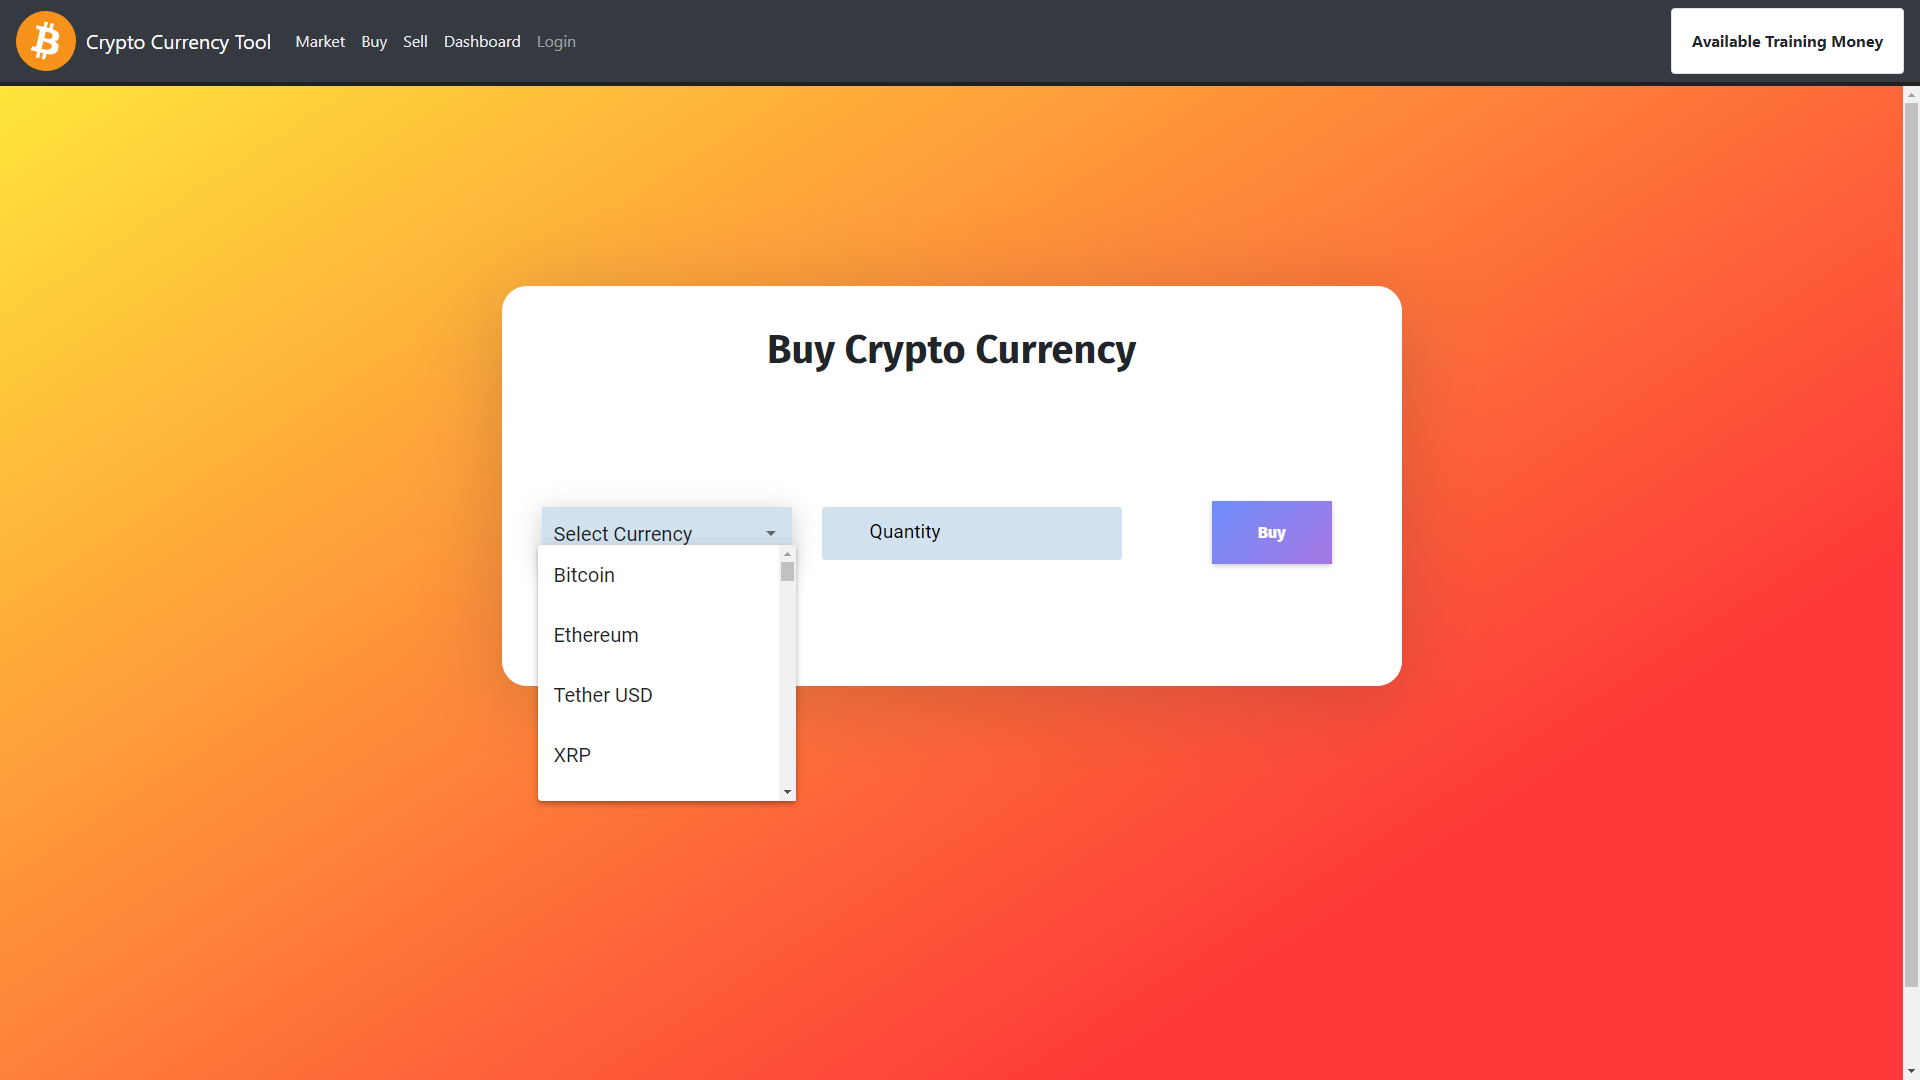 Crypto Currency Tool
Market Buy Sell Dashboard Login
Available Training Money
Buy Crypto Currency
Select Currency
Quantity
Buy
Bitcoin
Ethereum
Tether USD
XRP